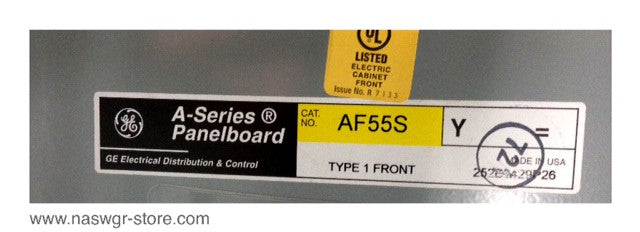 UL
LISTED
ELECTRIC
CABINET
FRONT
Issue No. R 7133
GE
A-Series ®
Panelboard
GE Electrical Distribution & Control
CAT.
NO.
AF55S
Y =
TYPE 1 FRONT
IN USA
www.naswgr-store.com